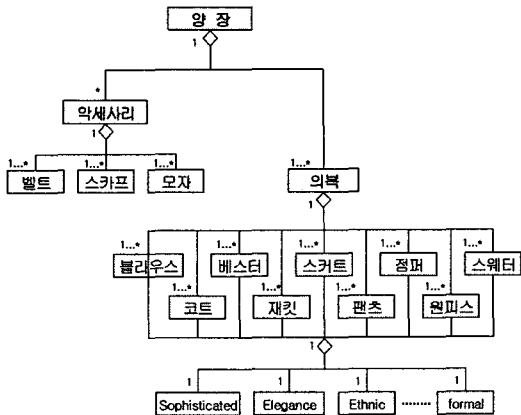 양 장
1
*
악세사리
1
1...* 1...* 1...*
벨트 스카프 모자
1...*
의복
1
1...* 1...* 1...* 1...* 1...*
블라우스 베스터 스커트 점퍼 스웨터
1...* 1...* 1...* 1...*
코트 재킷 팬츠 원피스
1
1 1 1 1
Sophisticated Elegance Ethnic ········ formal